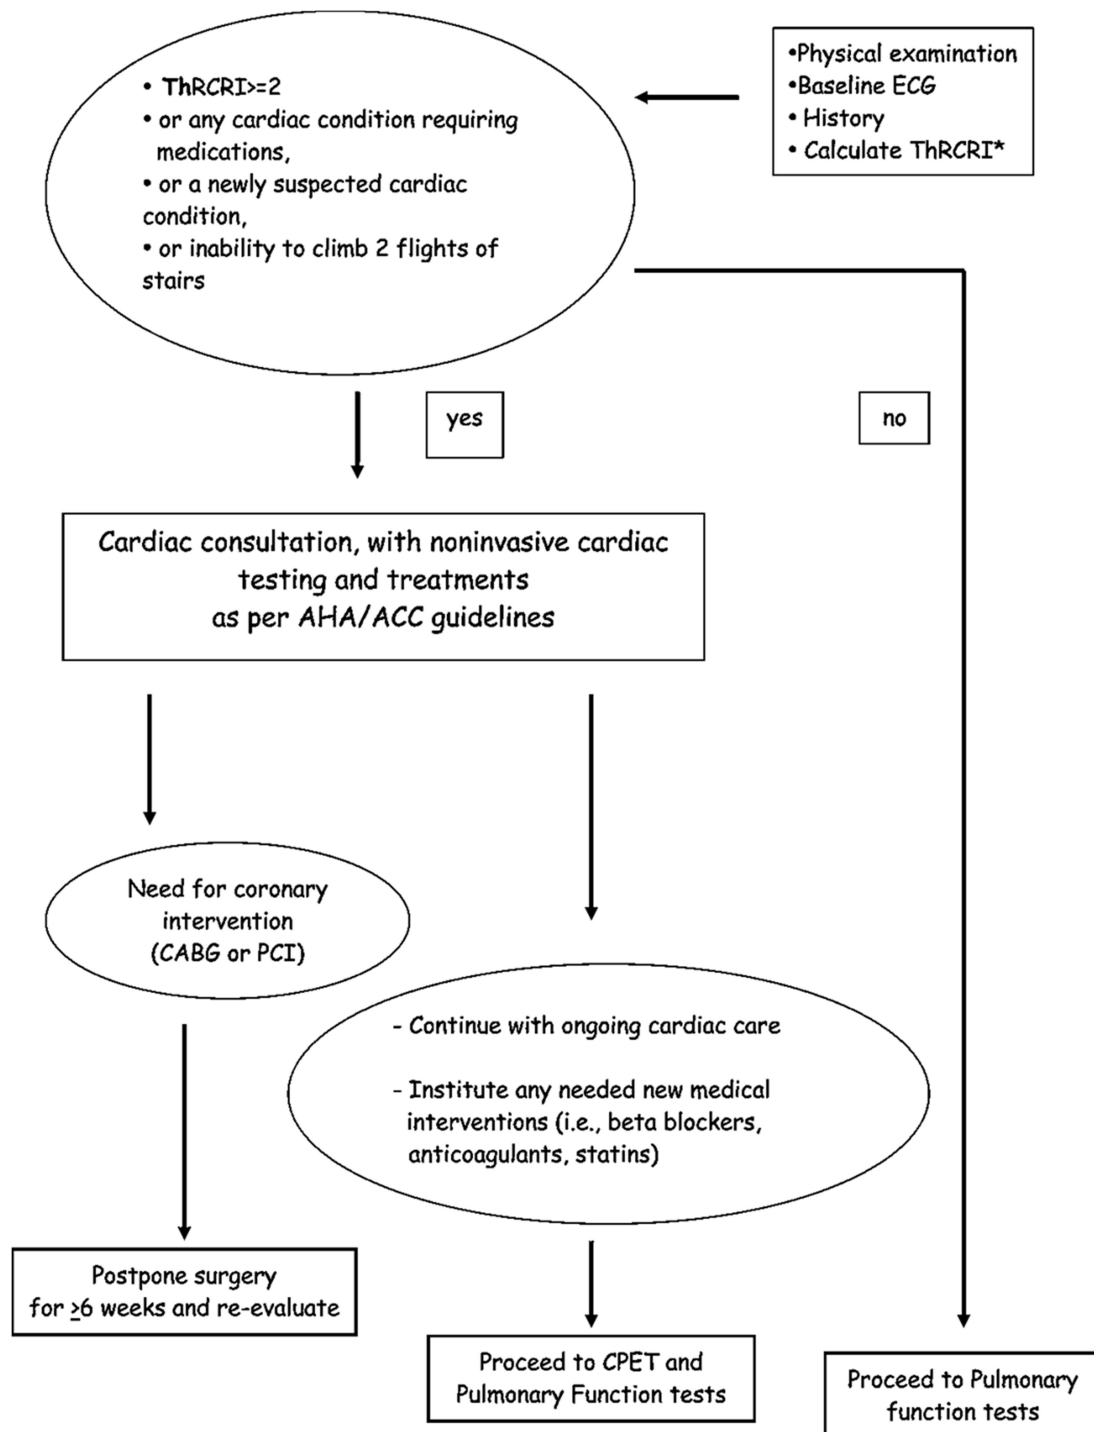 •Physical examination
•Baseline ECG
• History
• Calculate ThRCRI*
• ThRCRI>=2
• or any cardiac condition requiring
medications,
• or a newly suspected cardiac
condition,
• or inability to climb 2 flights of
stairs
yes
no
Cardiac consultation, with noninvasive cardiac
testing and treatments
as per AHA/ACC guidelines
Need for coronary
intervention
(CABG or PCI)
- Continue with ongoing cardiac care
- Institute any needed new medical
interventions (i.e., beta blockers,
anticoagulants, statins)
Postpone surgery
for ≥6 weeks and re-evaluate
Proceed to CPET and
Pulmonary Function tests
Proceed to Pulmonary
function tests